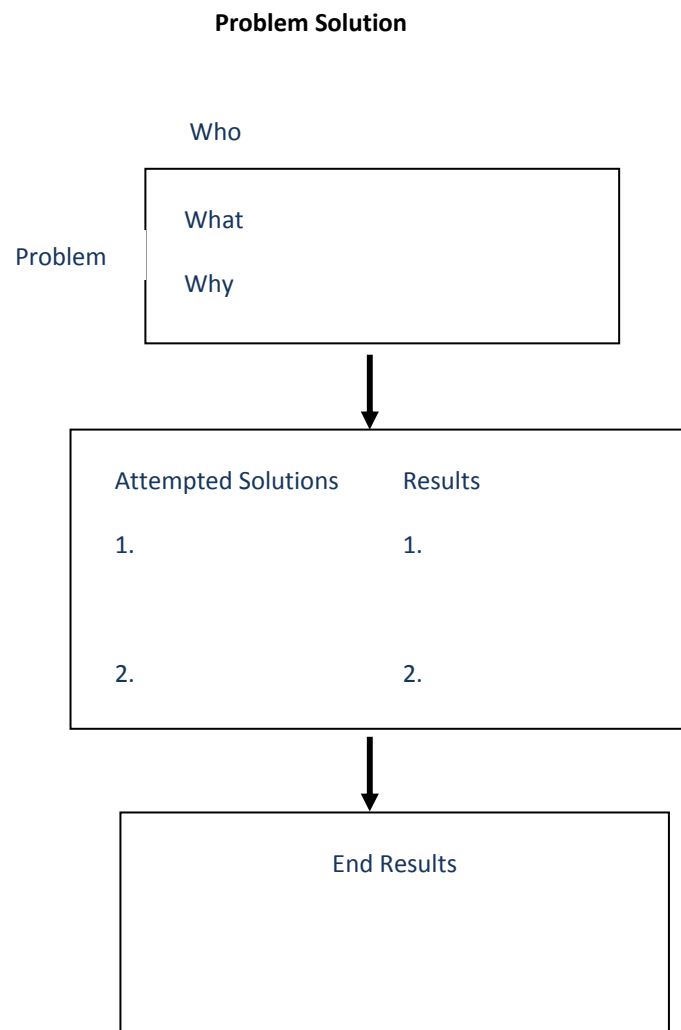 Problem Solution
Who
What
Problem
Why
Attempted Solutions Results
1. 1.
2. 2.
End Results